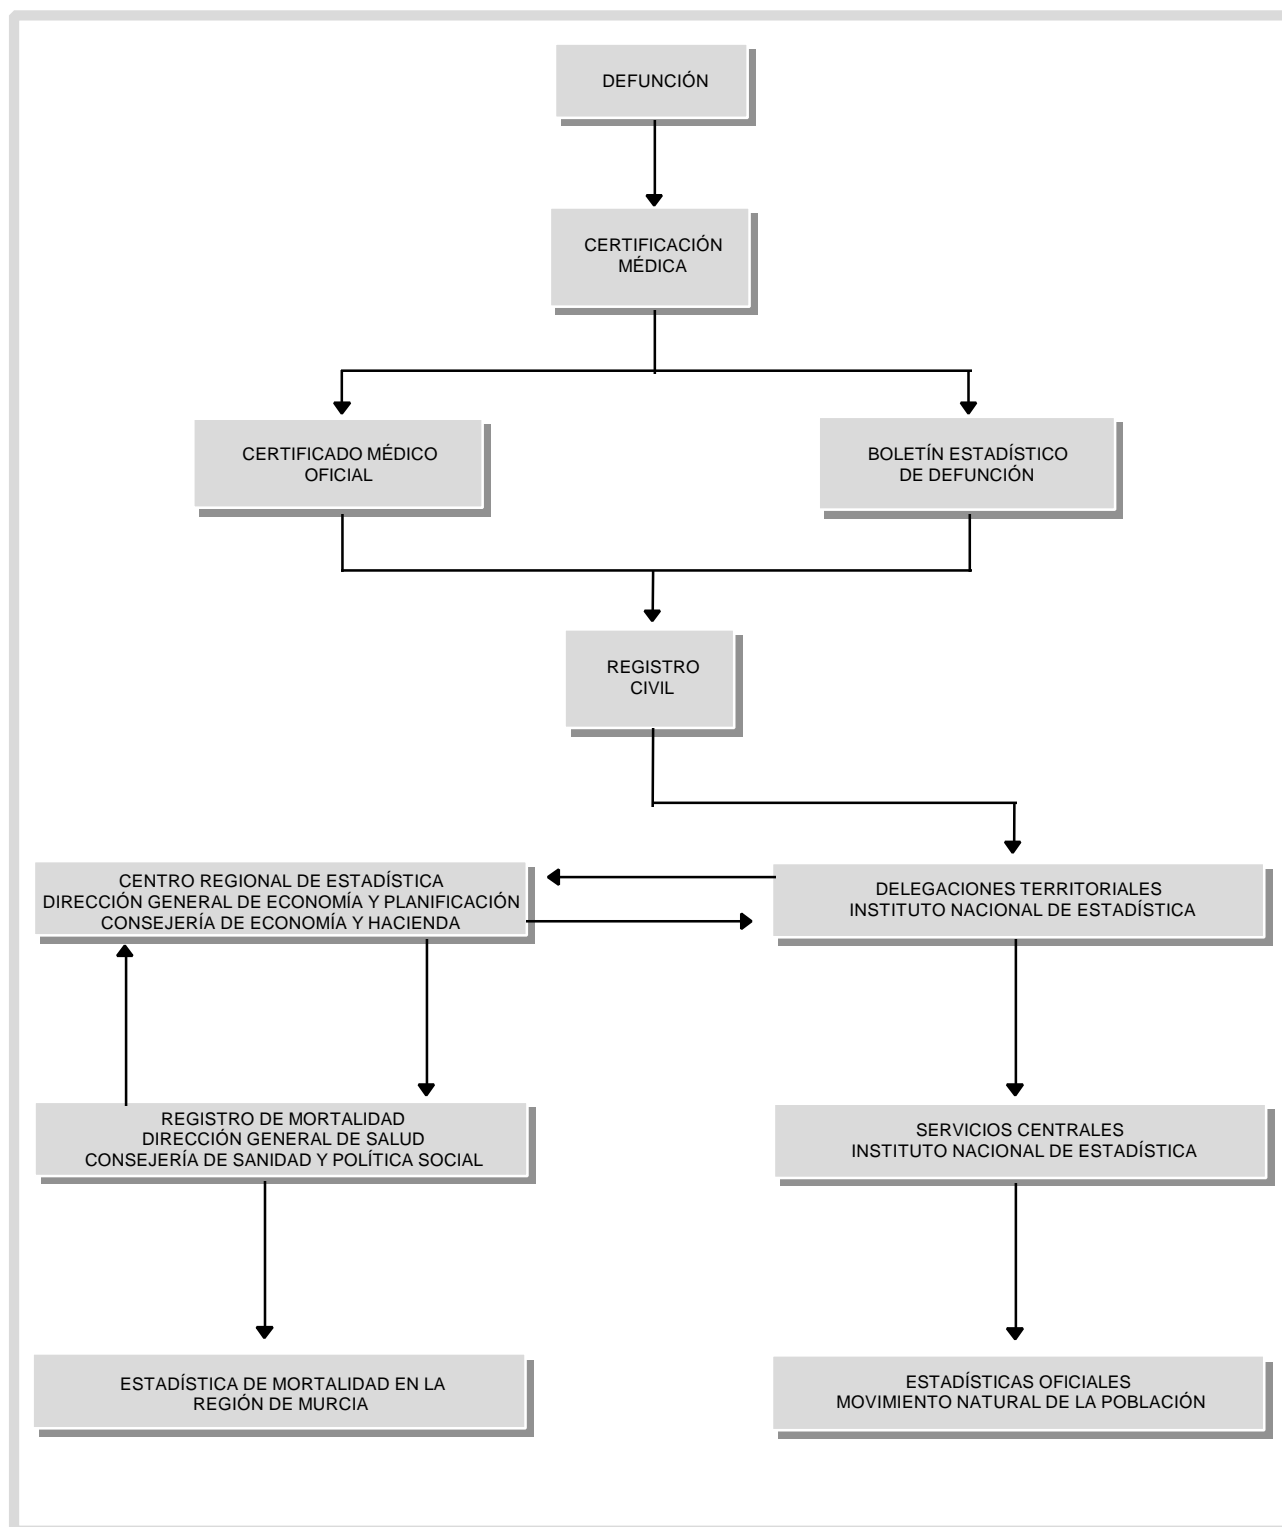 DEFUNCIÓN
CERTIFICACIÓN
MÉDICA
CERTIFICADO MÉDICO
OFICIAL
BOLETÍN ESTADÍSTICO
DE DEFUNCIÓN
REGISTRO
CIVIL
CENTRO REGIONAL DE ESTADÍSTICA
DIRECCIÓN GENERAL DE ECONOMÍA Y PLANIFICACIÓN
CONSEJERÍA DE ECONOMÍA Y HACIENDA
DELEGACIONES TERRITORIALES
INSTITUTO NACIONAL DE ESTADÍSTICA
REGISTRO DE MORTALIDAD
DIRECCIÓN GENERAL DE SALUD
CONSEJERÍA DE SANIDAD Y POLÍTICA SOCIAL
SERVICIOS CENTRALES
INSTITUTO NACIONAL DE ESTADÍSTICA
ESTADÍSTICA DE MORTALIDAD EN LA
REGIÓN DE MURCIA
ESTADÍSTICAS OFICIALES
MOVIMIENTO NATURAL DE LA POBLACIÓN